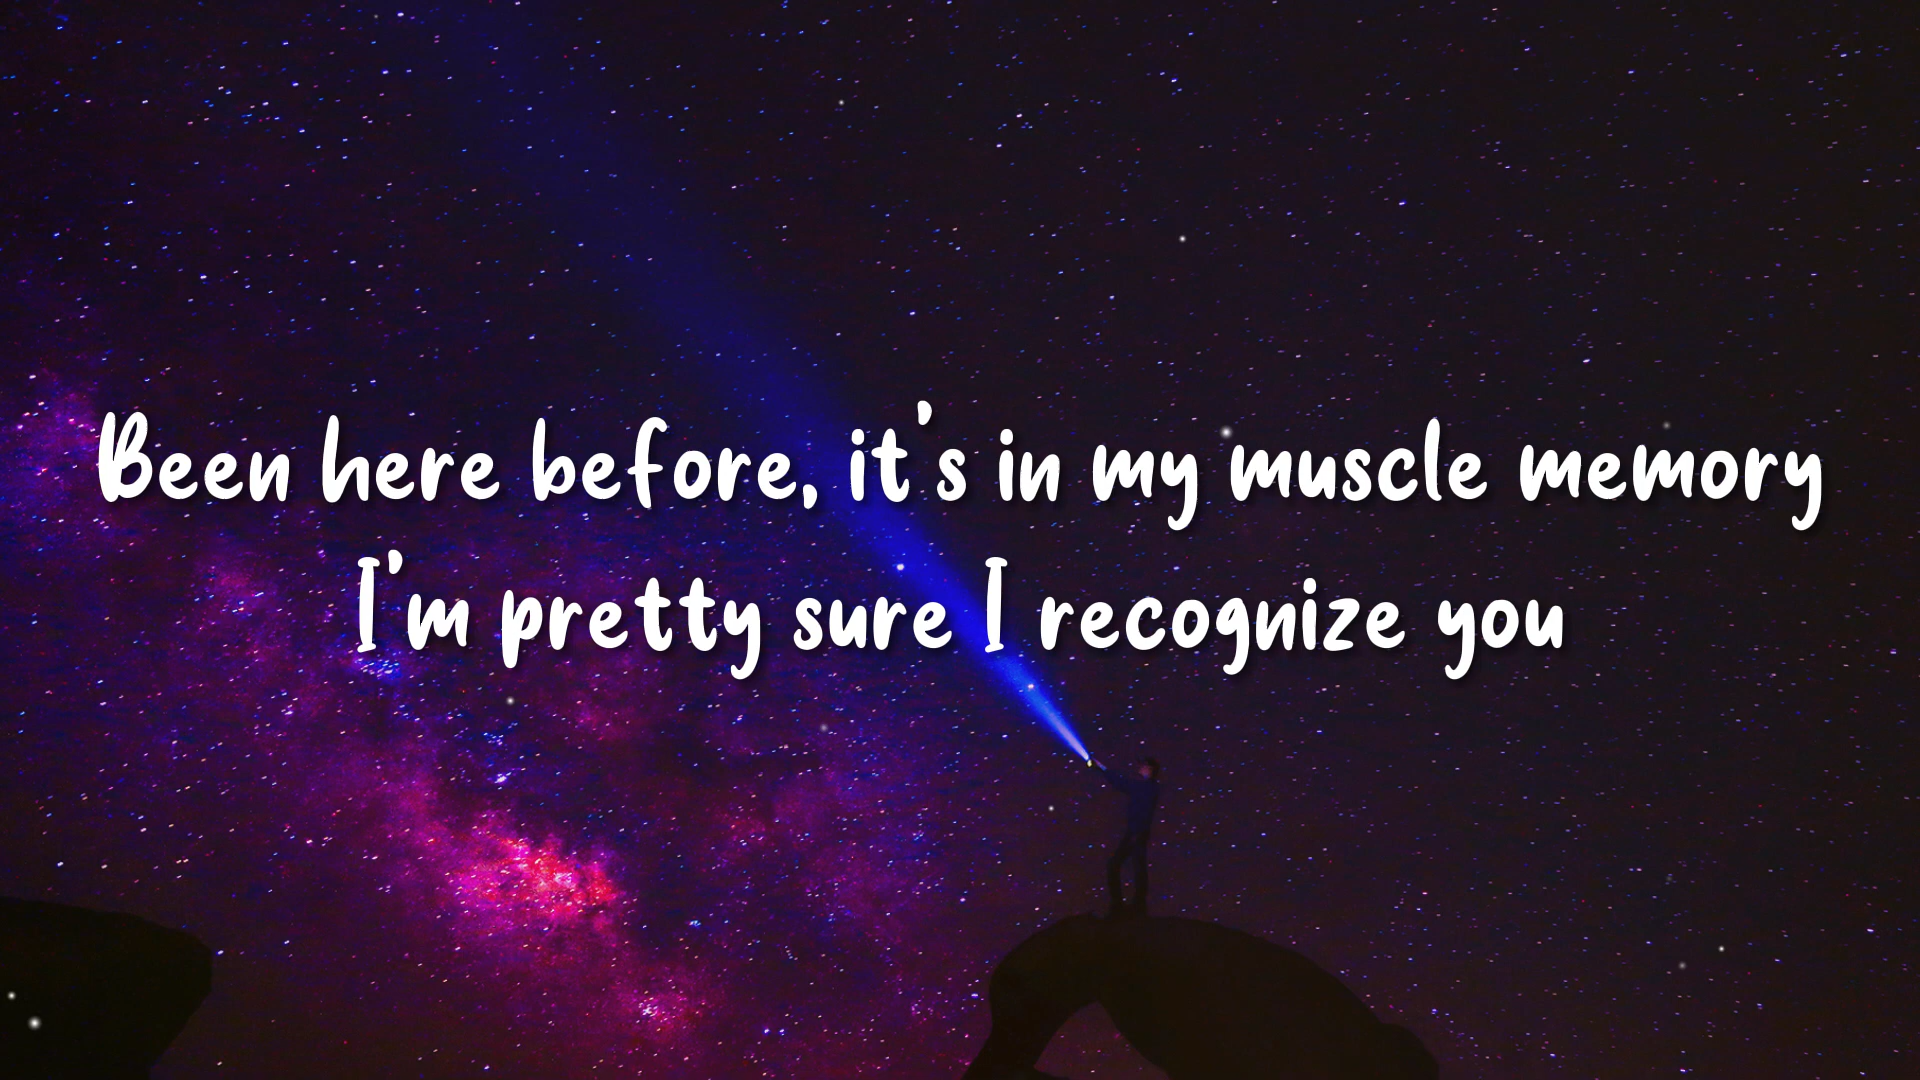 Been here before, it's in my muscle memory
I'm pretty sure I recognize you